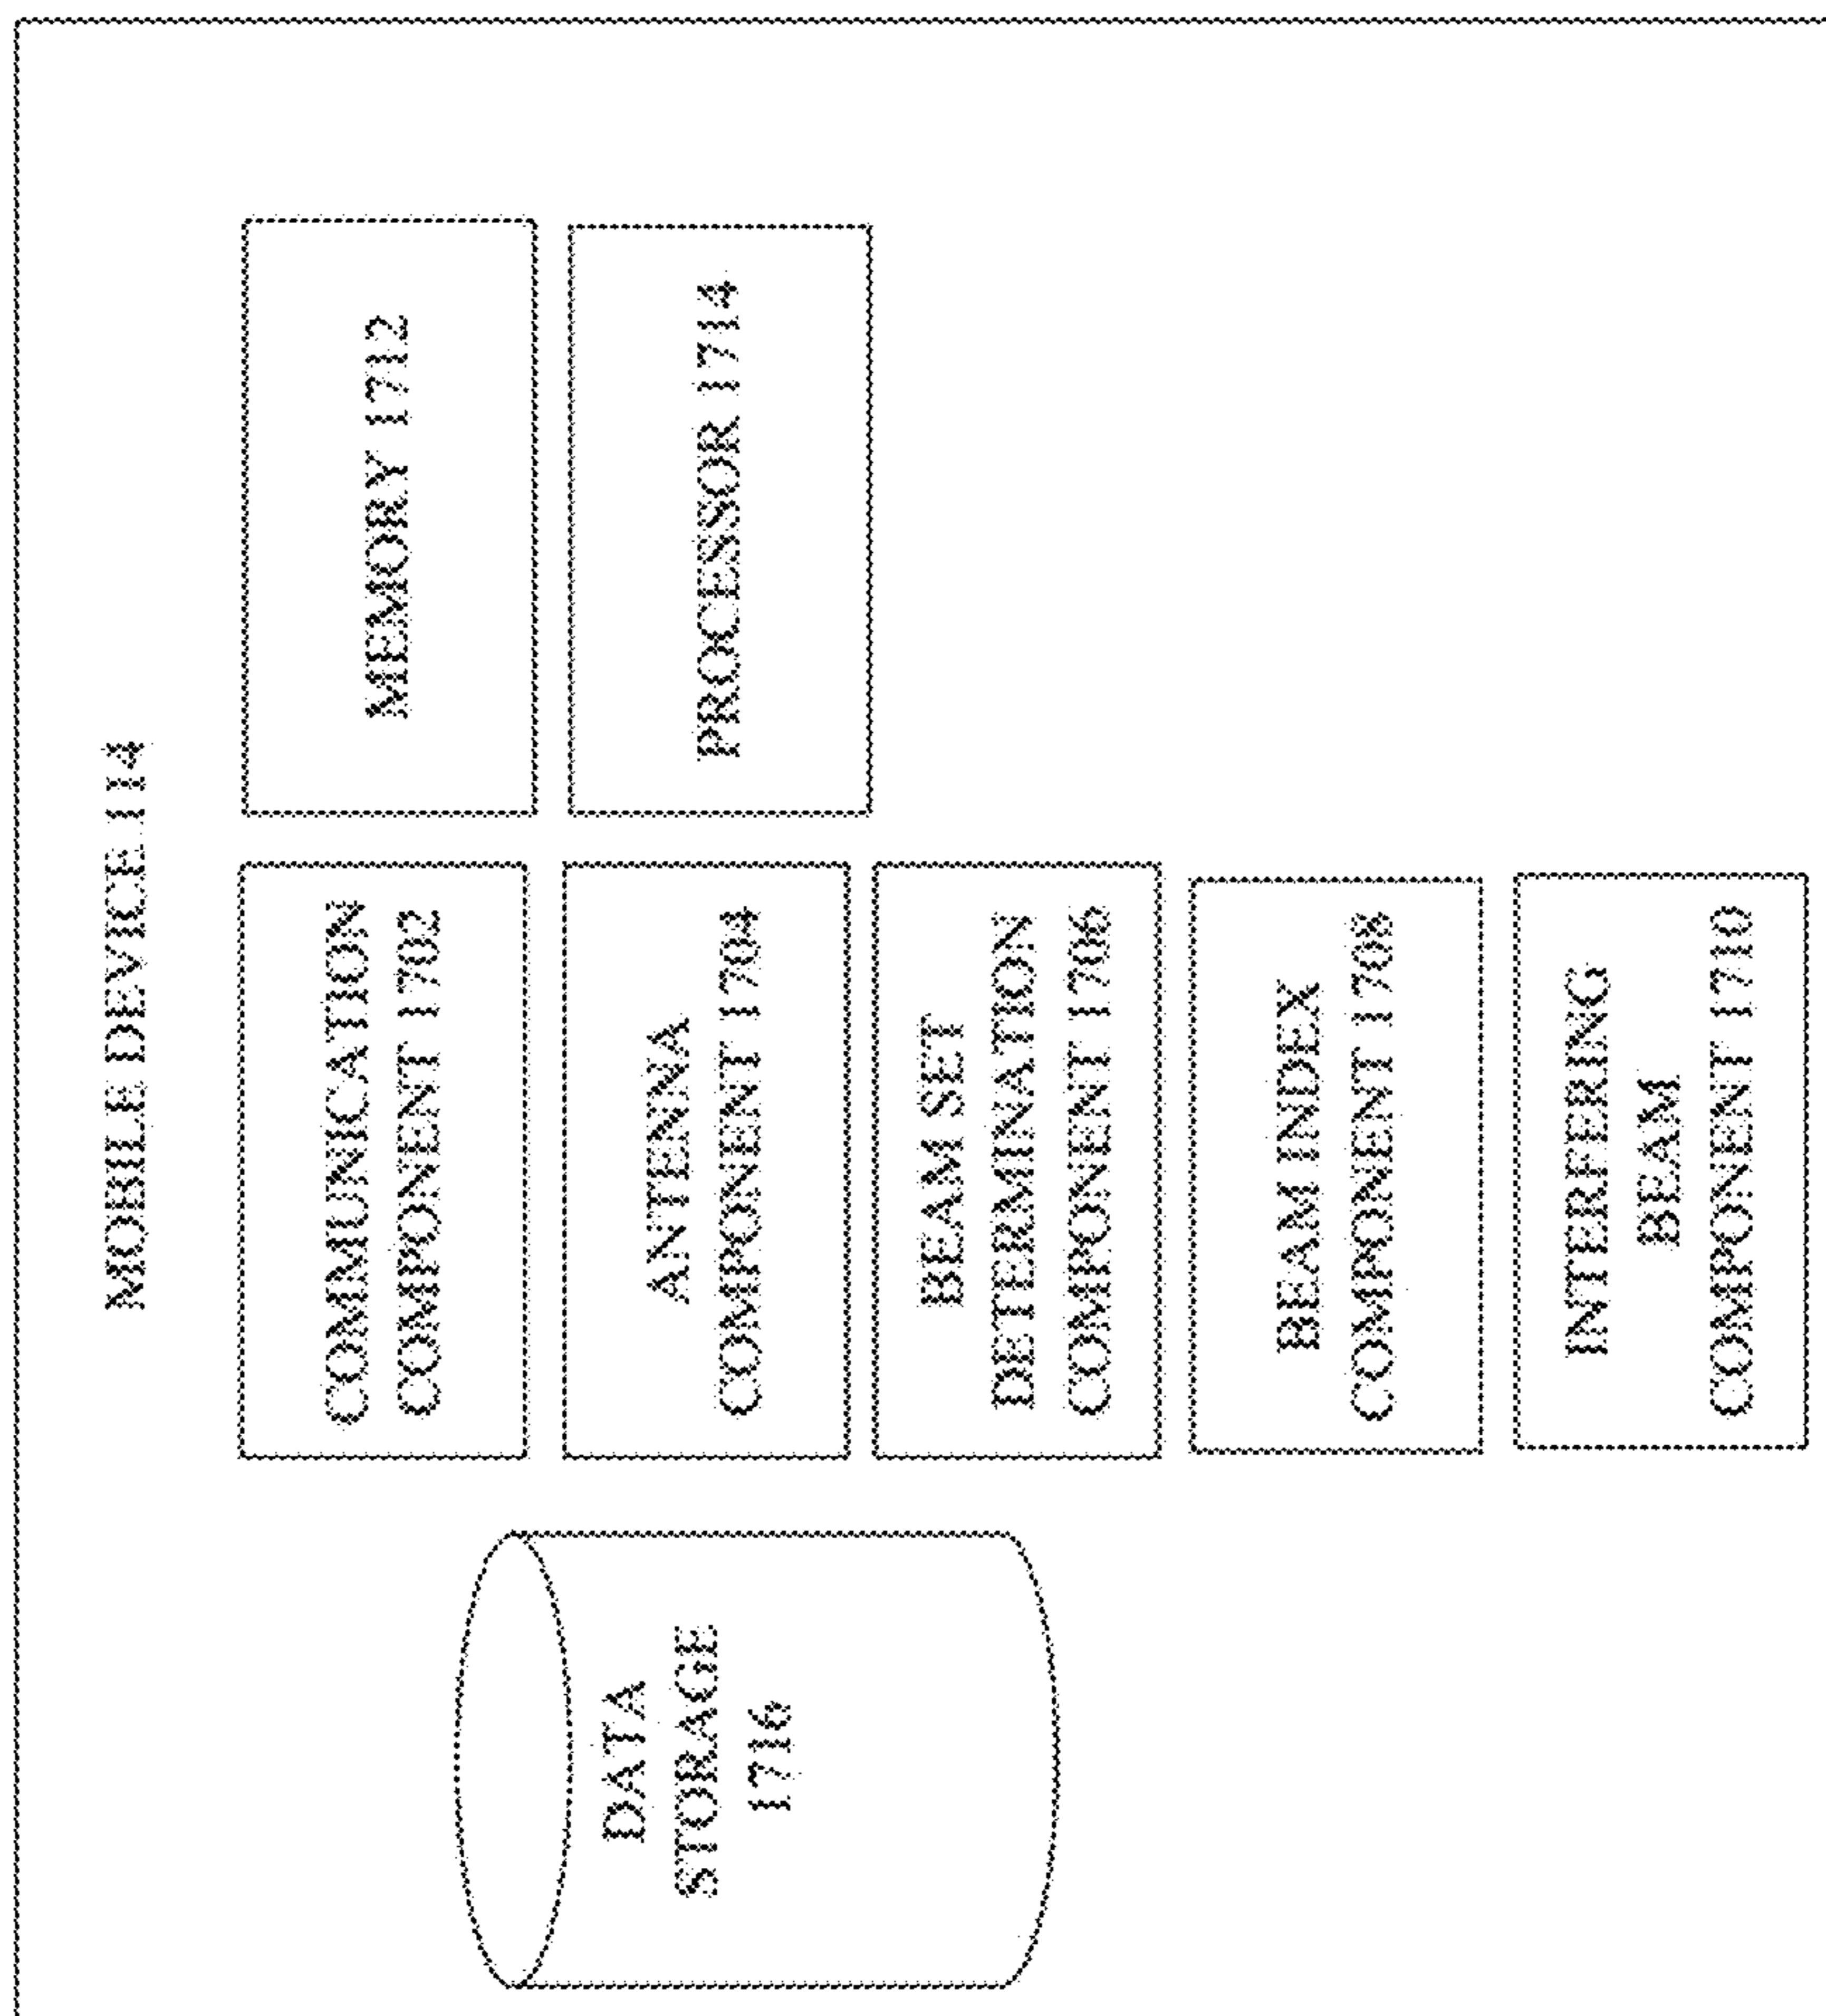 MOBILE DEVICE 114
DATA
STORAGE
1716
COMMUNICATION
COMPONENT 1702
ANTENNA
COMPONENT 1704
BEAM SET
DETERMINATION
COMPONENT 1706
BEAM INDEX
COMPONENT 1708
INTERFERING
BEAM
COMPONENT 1710
MEMORY 1712
PROCESSOR 1714